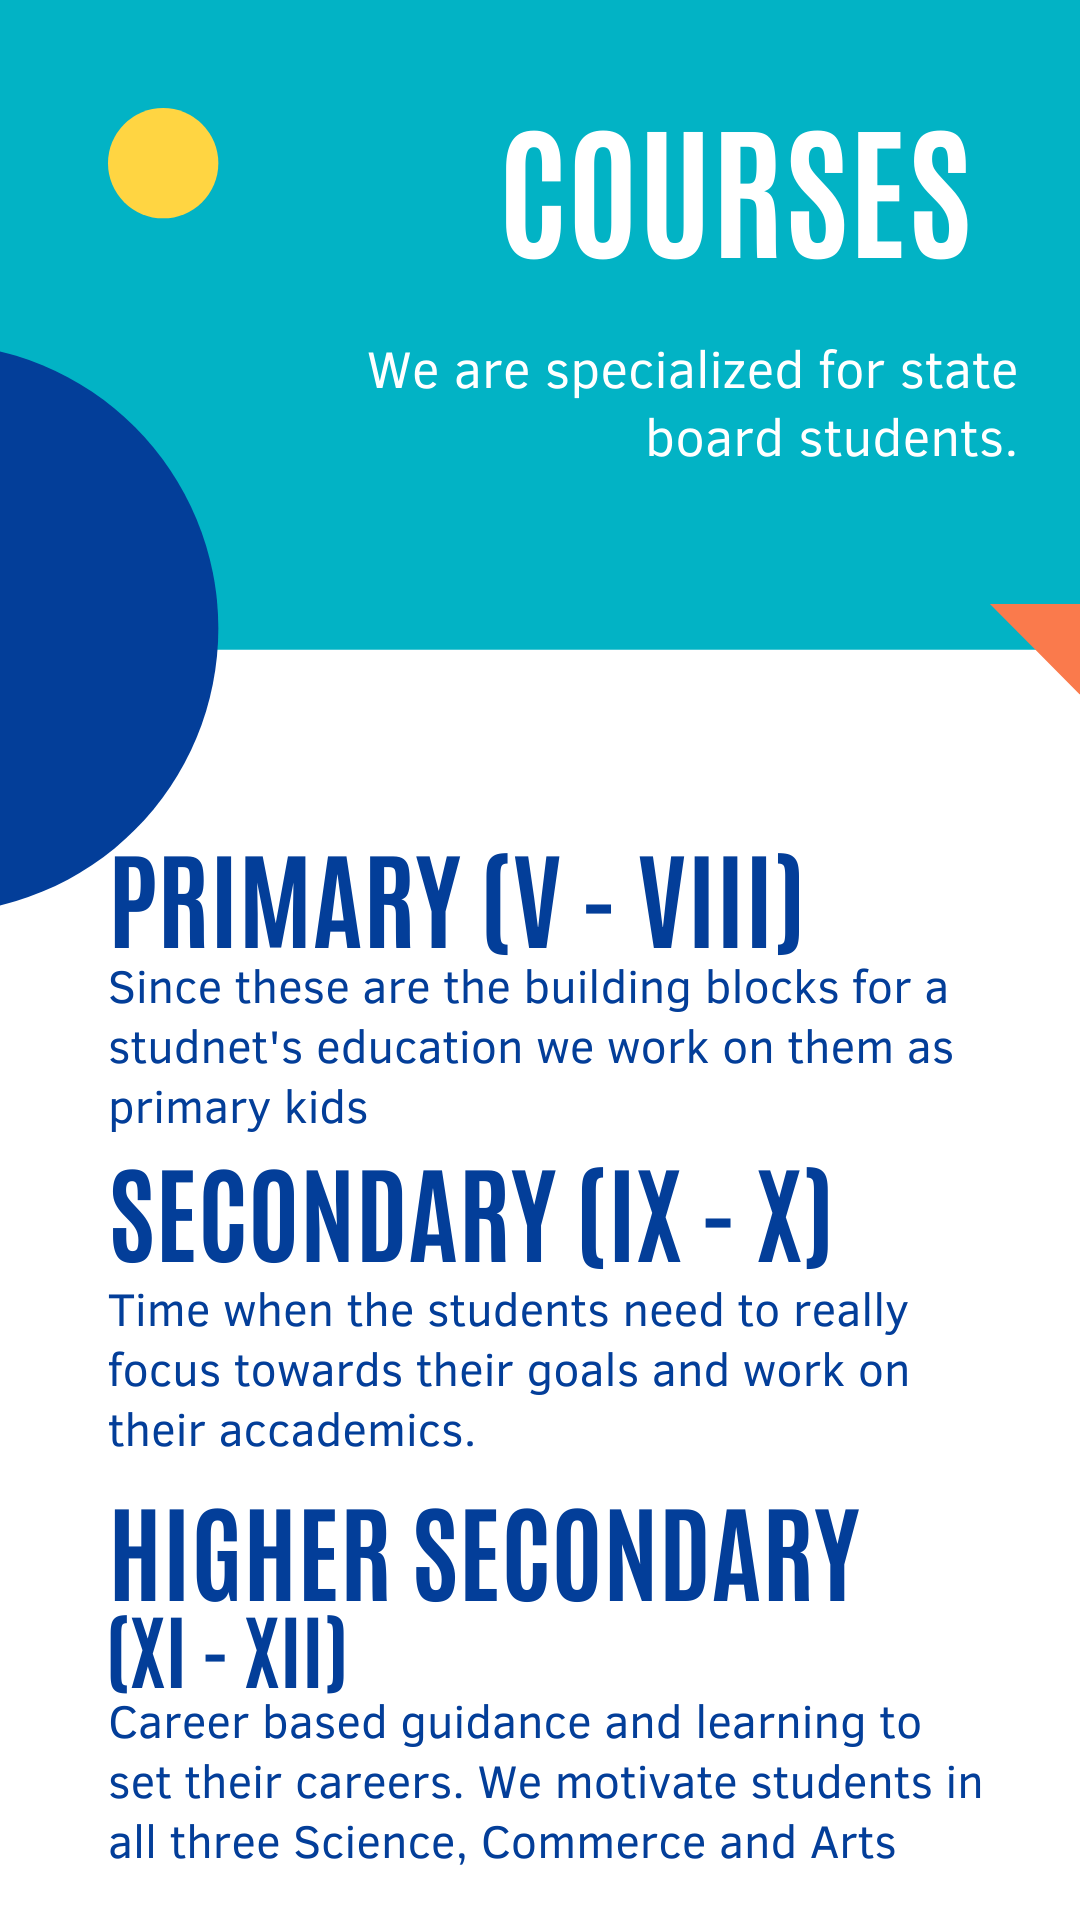 COURSES
We are specialized for state
board students.
PRIMARY (V - VIII)
Since these are the building blocks for a
studnet's education we work on them as
primary kids
SECONDARY (IX - X)
Time when the students need to really
focus towards their goals and work on
their accademics.
HIGHER SECONDARY
(XI - XII)
Career based guidance and learning to
set their careers. We motivate students in
all three Science, Commerce and Arts